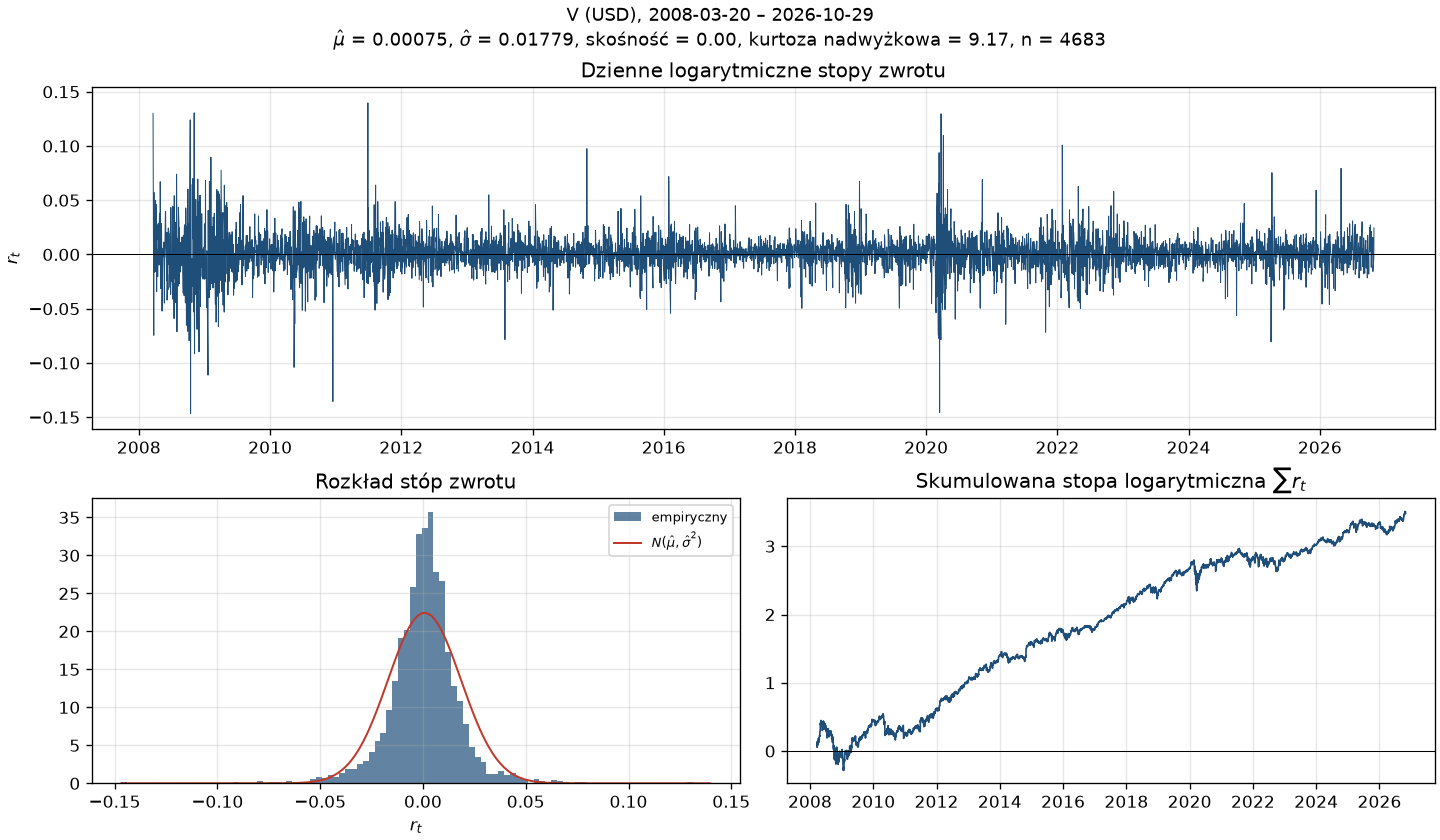 V (USD), 2008-03-20 – 2026-10-29
μ̂ = 0.00075, σ̂ = 0.01779, skośność = 0.00, kurtoza nadwyżkowa = 9.17, n = 4683
Dzienne logarytmiczne stopy zwrotu
0.15
0.10
0.05
0.00
−0.05
−0.10
−0.15
r_t
2008 2010 2012 2014 2016 2018 2020 2022 2024 2026
Rozkład stóp zwrotu
35
30
25
20
15
10
5
0
empiryczny
N(μ̂, σ̂²)
−0.15 −0.10 −0.05 0.00 0.05 0.10 0.15
r_t
Skumulowana stopa logarytmiczna ∑r_t
3
2
1
0
2008 2010 2012 2014 2016 2018 2020 2022 2024 2026